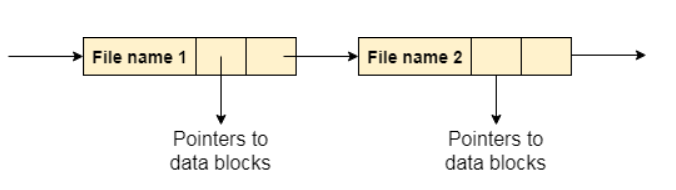 File name 1
File name 2
Pointers to
data blocks
Pointers to
data blocks